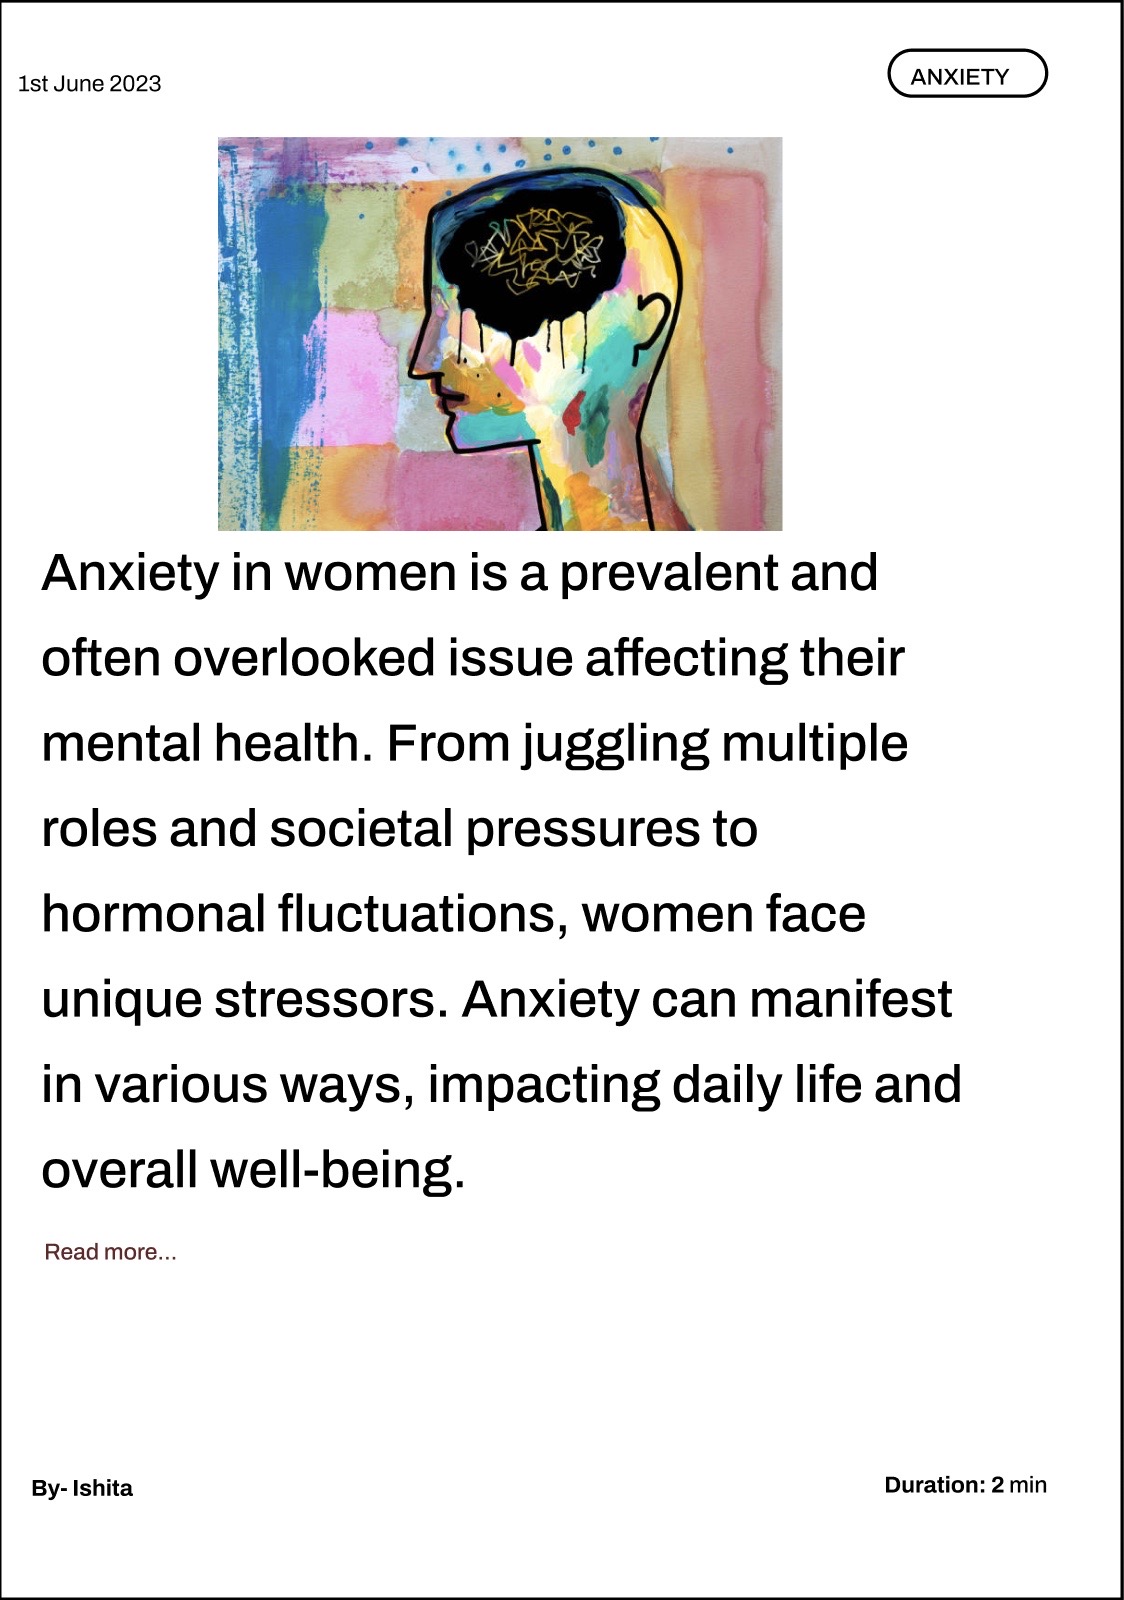 1st June 2023
ANXIETY
Anxiety in women is a prevalent and
often overlooked issue affecting their
mental health. From juggling multiple
roles and societal pressures to
hormonal fluctuations, women face
unique stressors. Anxiety can manifest
in various ways, impacting daily life and
overall well-being.
Read more...
By- Ishita
Duration: 2 min